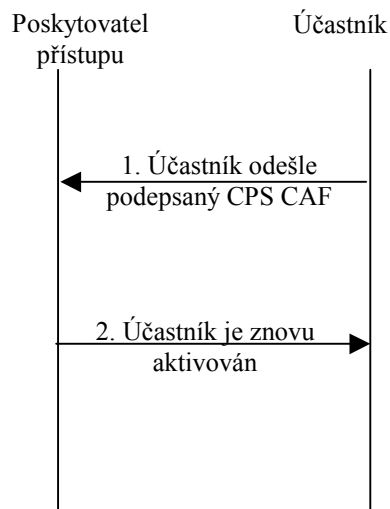 Poskytovatel
přístupu
Účastník
1. Účastník odešle
podepsaný CPS CAF
2. Účastník je znovu
aktivován